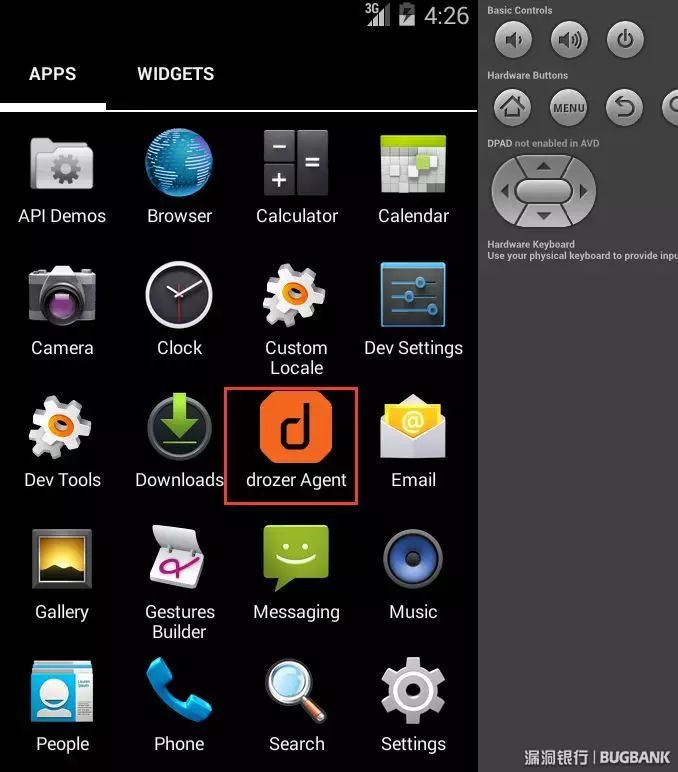 3G 4:26
APPS WIDGETS
API Demos Browser Calculator Calendar
Camera Clock Custom Locale Dev Settings
Dev Tools Downloads drozer Agent Email
Gallery Gestures Builder Messaging Music
People Phone Search Settings
Basic Controls
Hardware Buttons
MENU
DPAD not enabled in AVD
Hardware Keyboard
Use your physical keyboard to provide inpu
漏洞银行 | BUGBANK